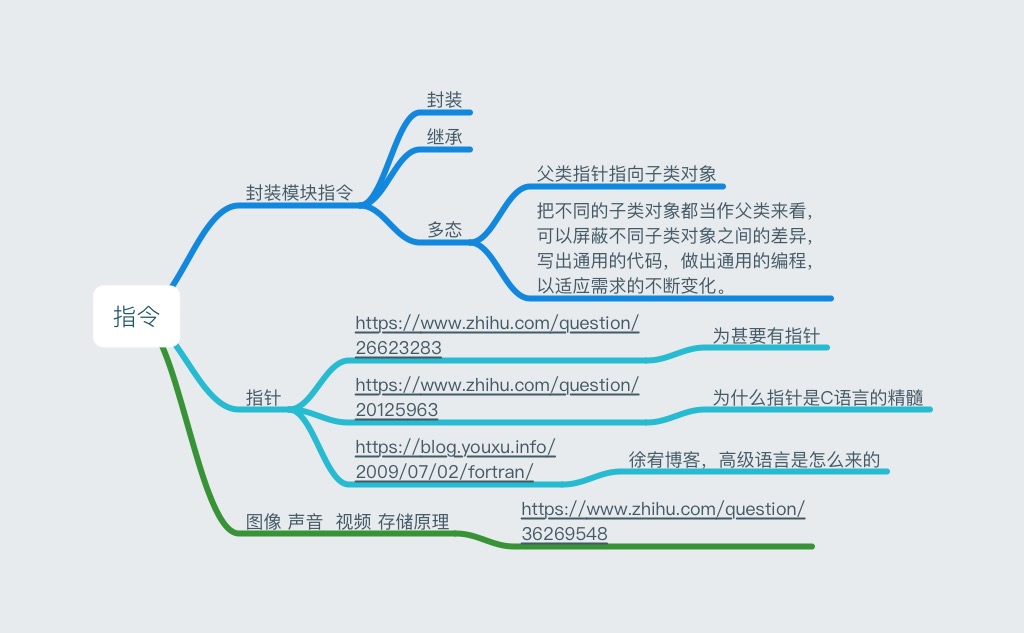 封装
继承
封装模块指令
多态
父类指针指向子类对象
把不同的子类对象都当作父类来看，
可以屏蔽不同子类对象之间的差异，
写出通用的代码，做出通用的编程，
以适应需求的不断变化。
指令
指针
https://www.zhihu.com/question/
26623283
为甚要有指针
https://www.zhihu.com/question/
20125963
为什么指针是C语言的精髓
https://blog.youxu.info/
2009/07/02/fortran/
徐宥博客，高级语言是怎么来的
图像 声音  视频 存储原理
https://www.zhihu.com/question/
36269548